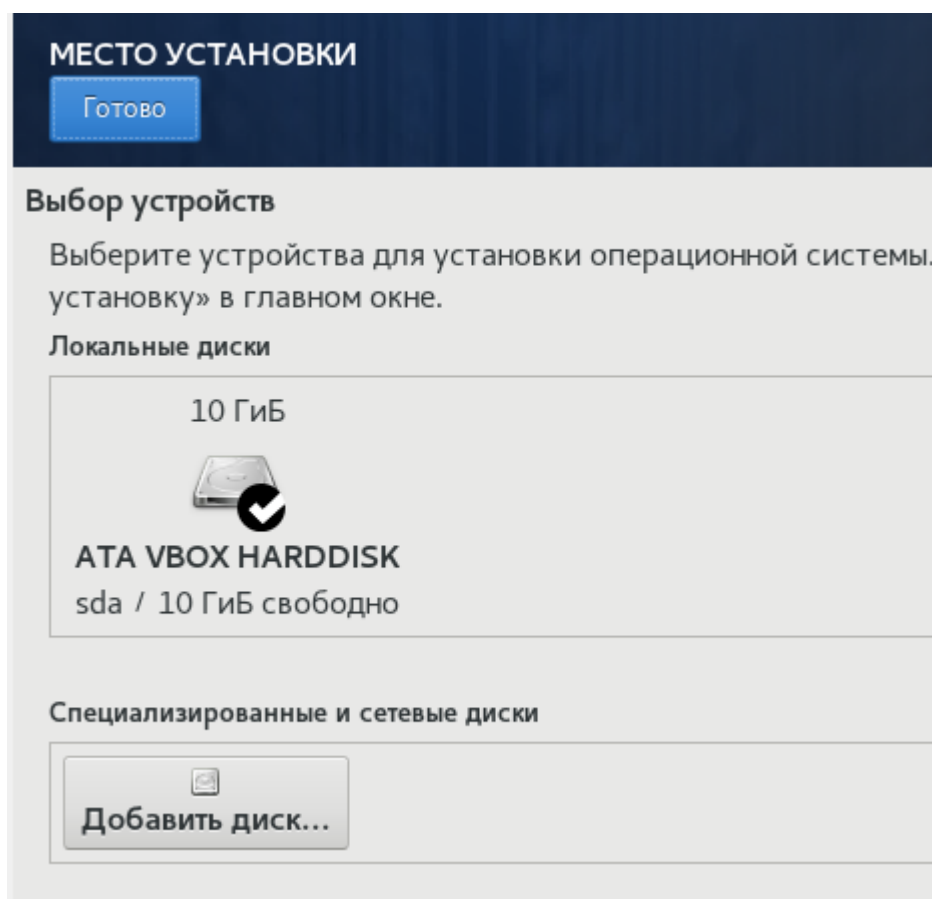 МЕСТО УСТАНОВКИ
Готово
Выбор устройств
Выберите устройства для установки операционной системы.
установку» в главном окне.
Локальные диски
10 ГиБ
ATA VBOX HARDDISK
sda / 10 ГиБ свободно
Специализированные и сетевые диски
Добавить диск...